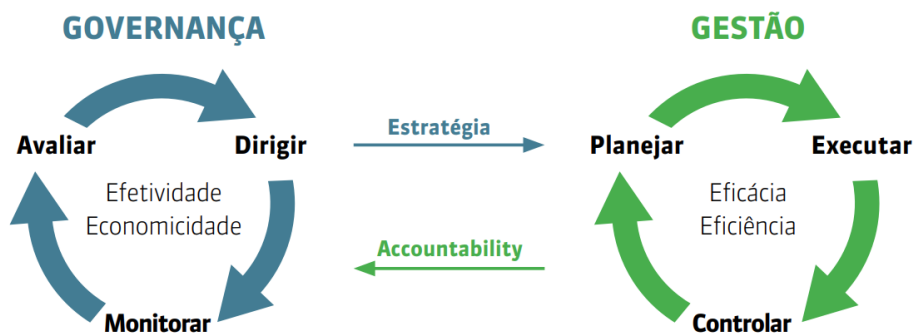 GOVERNANÇA
Avaliar
Dirigir
Efetividade
Economicidade
Monitorar
Estratégia
Accountability
GESTÃO
Planejar
Executar
Eficácia
Eficiência
Controlar